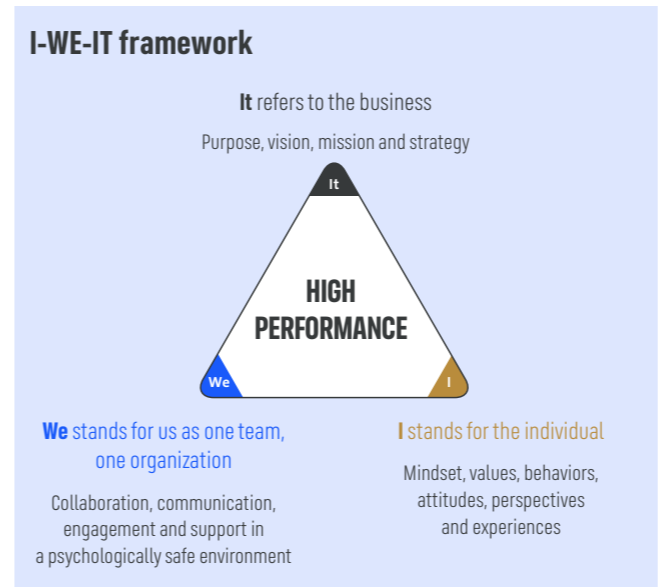 I-WE-IT framework
It refers to the business
Purpose, vision, mission and strategy
It
HIGH
PERFORMANCE
We
I
We stands for us as one team,
one organization
Collaboration, communication,
engagement and support in
a psychologically safe environment
I stands for the individual
Mindset, values, behaviors,
attitudes, perspectives
and experiences